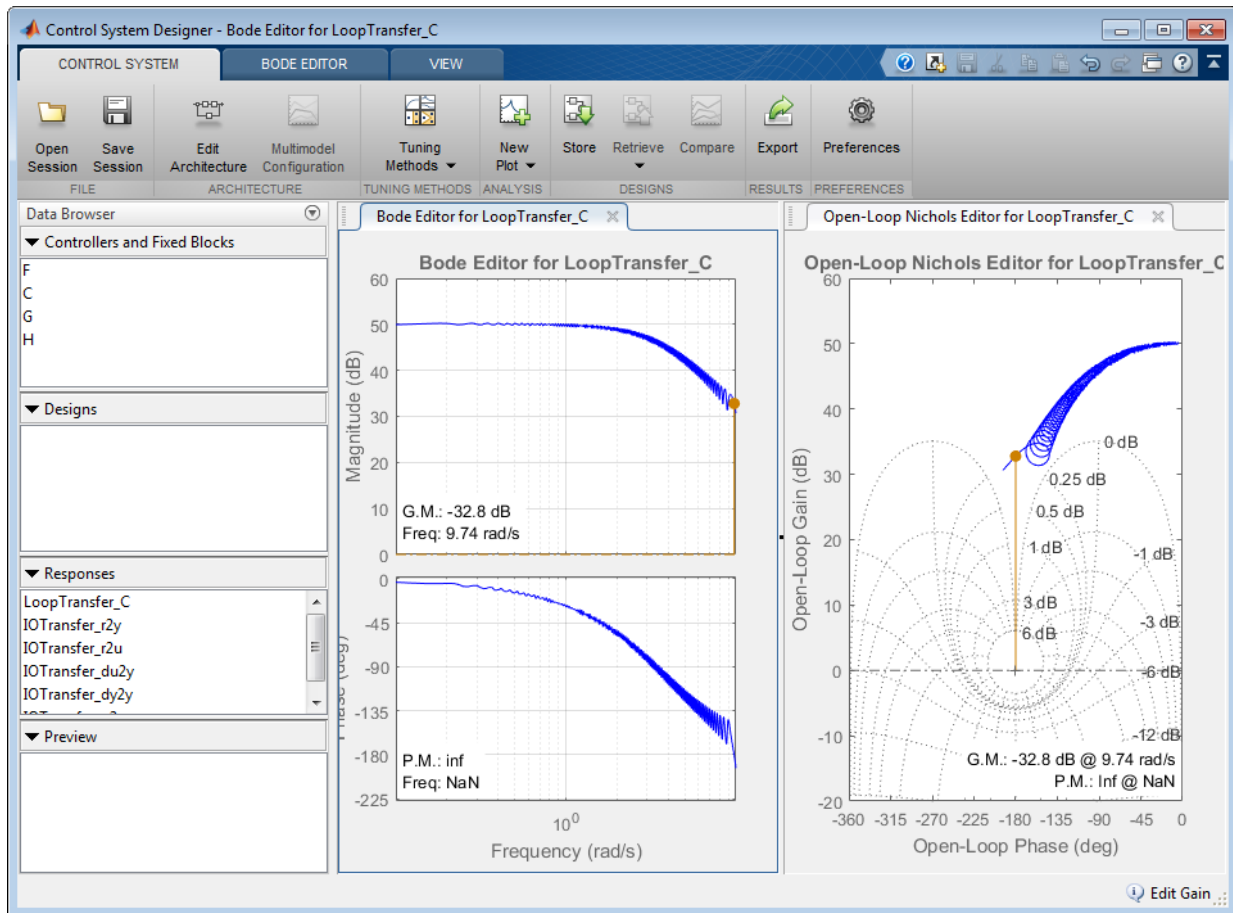 Control System Designer - Bode Editor for LoopTransfer_C
CONTROL SYSTEM
BODE EDITOR
VIEW
Open Session
Save Session
Edit Architecture
Multimodel Configuration
Tuning Methods
New Plot
Store
Retrieve
Compare
Export
Preferences
FILE
ARCHITECTURE
TUNING METHODS
ANALYSIS
DESIGNS
RESULTS
PREFERENCES
Data Browser
Controllers and Fixed Blocks
F
C
G
H
Designs
Responses
LoopTransfer_C
IOTransfer_r2y
IOTransfer_r2u
IOTransfer_du2y
IOTransfer_dy2y
Preview
Bode Editor for LoopTransfer_C
Bode Editor for LoopTransfer_C
Magnitude (dB)
60
50
40
30
20
10
0
G.M.: -32.8 dB
Freq: 9.74 rad/s
(deg)
0
-45
-90
-135
-180
-225
P.M.: inf
Freq: NaN
10^0
Frequency (rad/s)
Open-Loop Nichols Editor for LoopTransfer_C
Open-Loop Nichols Editor for LoopTransfer_C
Open-Loop Gain (dB)
60
50
40
30
20
10
0
-10
-20
0 dB
0.25 dB
0.5 dB
1 dB
3 dB
6 dB
-1 dB
-3 dB
-6 dB
-12 dB
G.M.: -32.8 dB @ 9.74 rad/s
P.M.: Inf @ NaN
-360 -315 -270 -225 -180 -135 -90 -45 0
Open-Loop Phase (deg)
Edit Gain